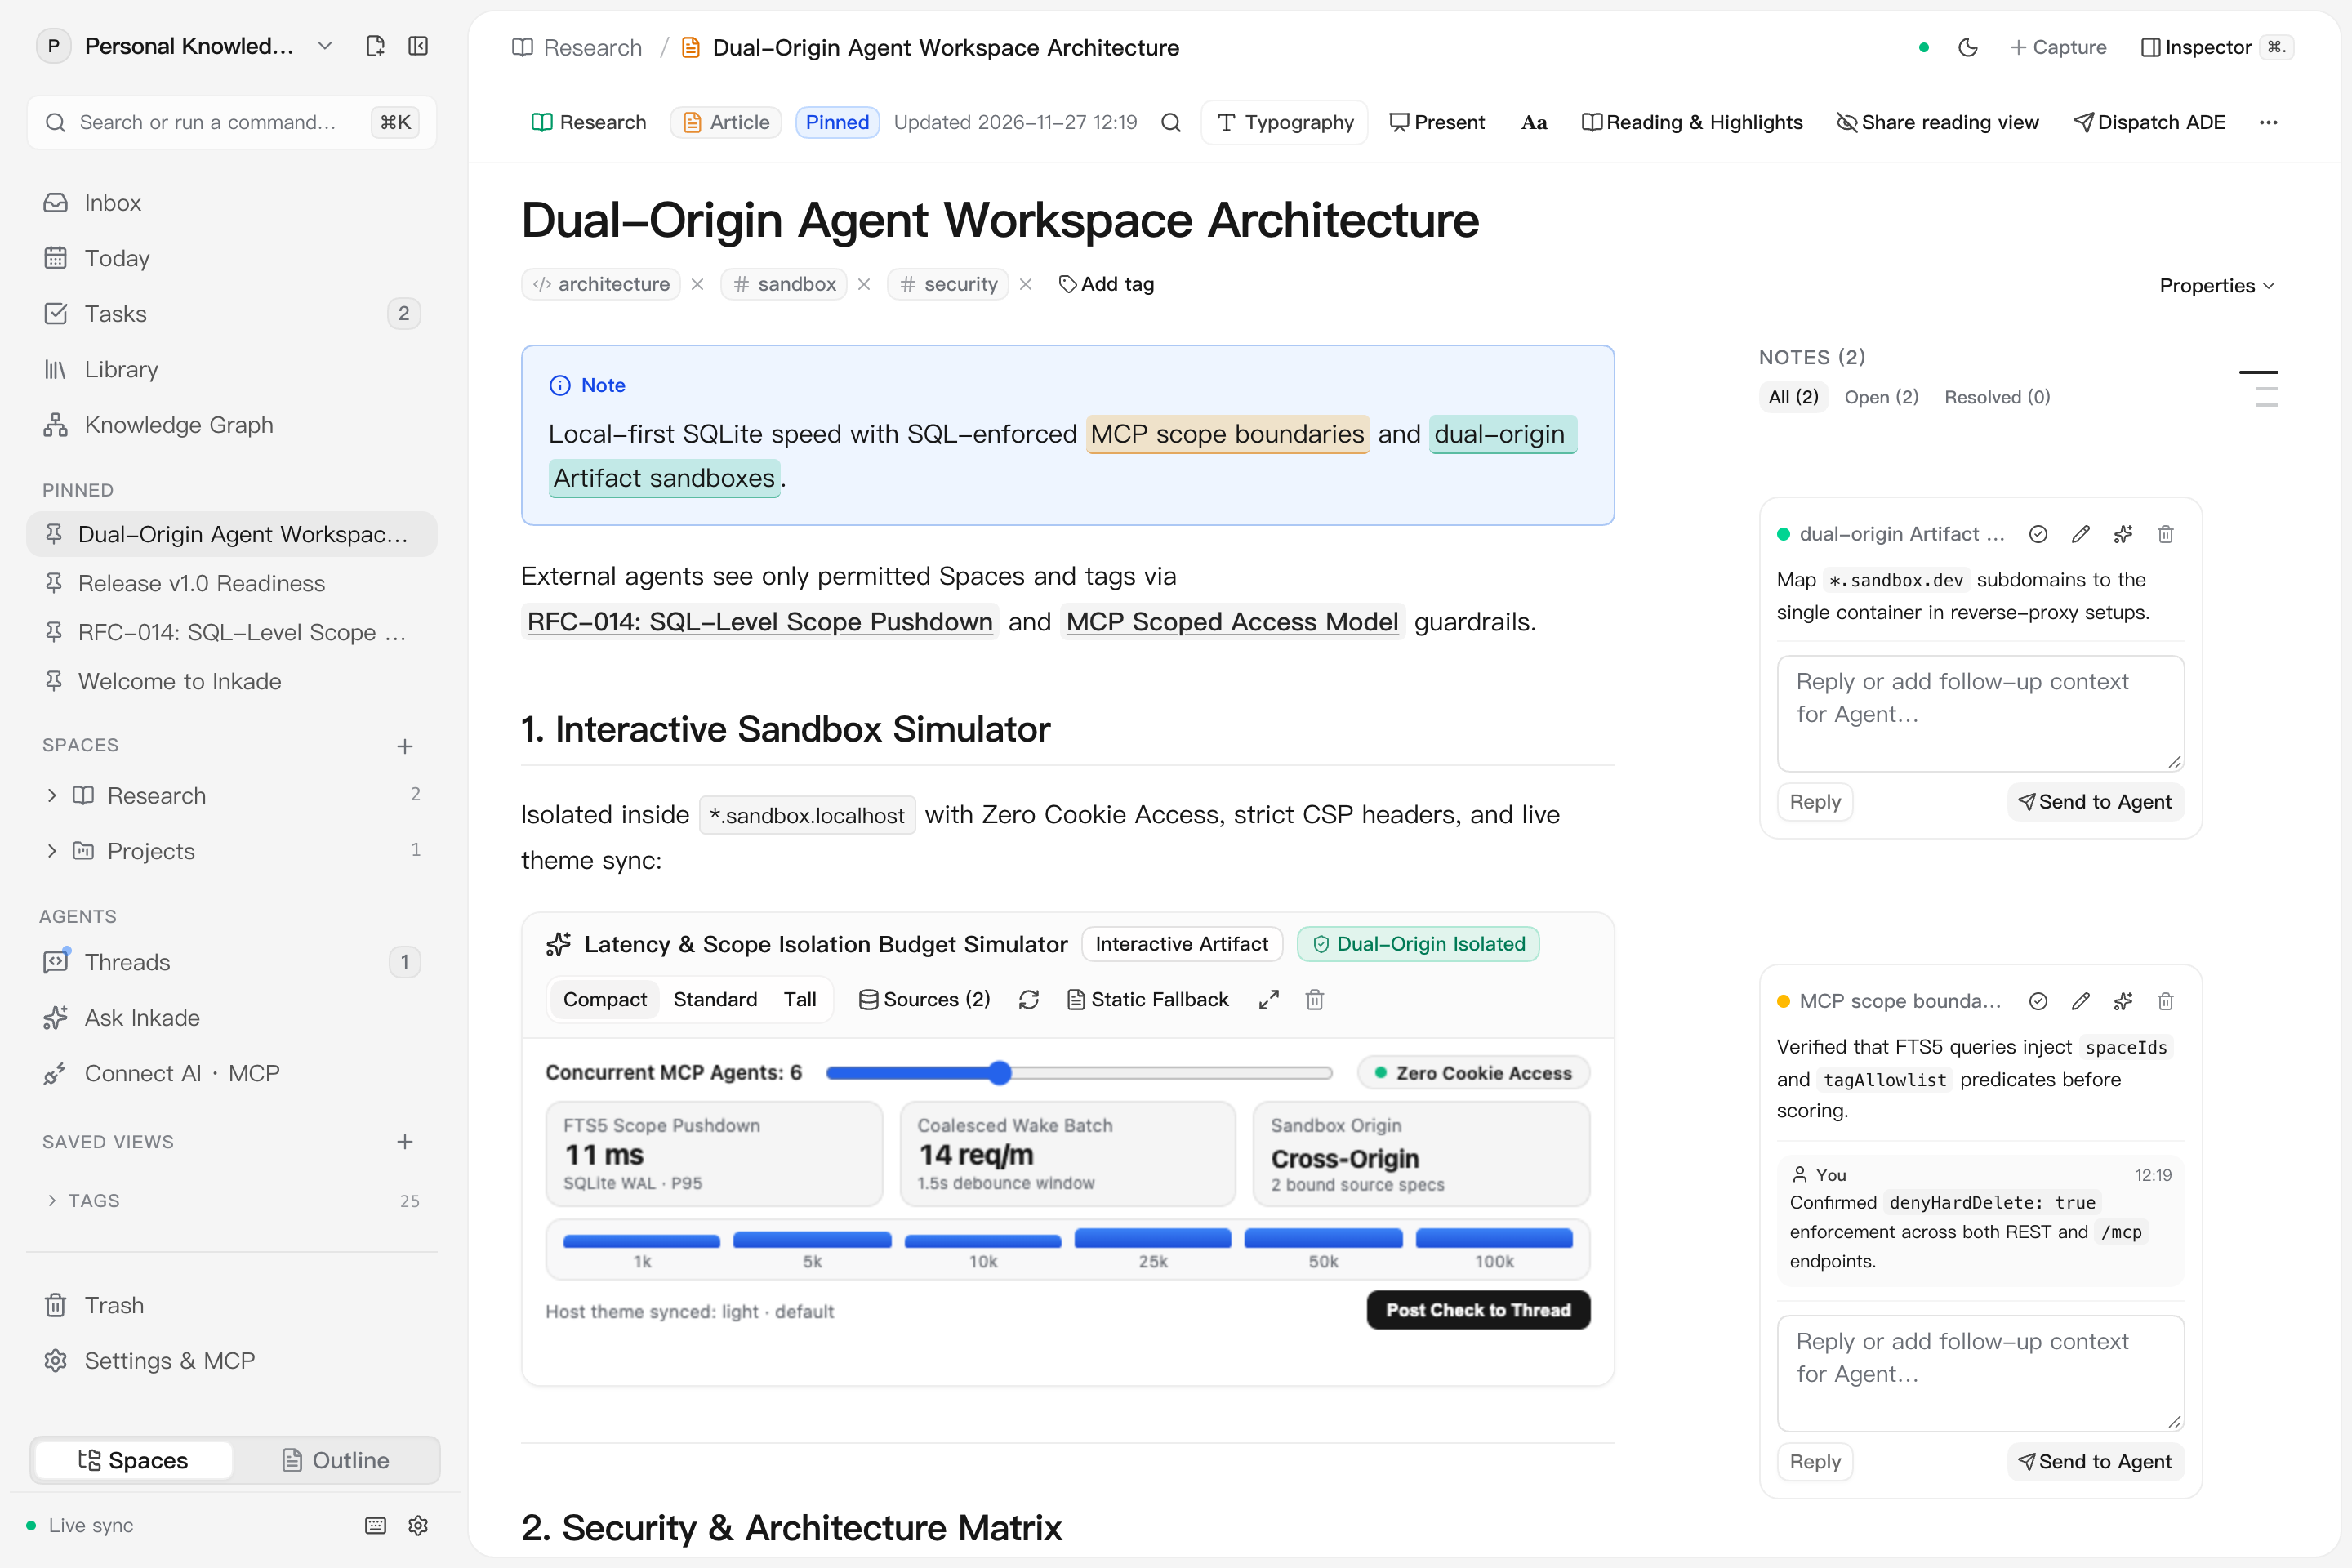 P Personal Knowled...
Search or run a command... ⌘K
Inbox
Today
Tasks 2
Library
Knowledge Graph
PINNED
Dual–Origin Agent Workspac...
Release v1.0 Readiness
RFC–014: SQL–Level Scope ...
Welcome to Inkade
SPACES
Research 2
Projects 1
AGENTS
Threads 1
Ask Inkade
Connect AI · MCP
SAVED VIEWS
TAGS 25
Trash
Settings & MCP
Spaces Outline
Live sync
Research / Dual–Origin Agent Workspace Architecture
Capture Inspector ⌘.
Research Article Pinned Updated 2026–11–27 12:19 Typography Present Aa Reading & Highlights Share reading view Dispatch ADE ...
Dual–Origin Agent Workspace Architecture
architecture × # sandbox × # security × Add tag
Properties
Note
Local–first SQLite speed with SQL–enforced MCP scope boundaries and dual–origin
Artifact sandboxes.
External agents see only permitted Spaces and tags via
RFC–014: SQL–Level Scope Pushdown and MCP Scoped Access Model guardrails.
1. Interactive Sandbox Simulator
Isolated inside *.sandbox.localhost with Zero Cookie Access, strict CSP headers, and live
theme sync:
Latency & Scope Isolation Budget Simulator Interactive Artifact Dual–Origin Isolated
Compact Standard Tall Sources (2) Static Fallback
Concurrent MCP Agents: 6 Zero Cookie Access
FTS5 Scope Pushdown
11 ms
SQLite WAL · P95
Coalesced Wake Batch
14 req/m
1.5s debounce window
Sandbox Origin
Cross-Origin
2 bound source specs
1k 5k 10k 25k 50k 100k
Host theme synced: light · default
Post Check to Thread
2. Security & Architecture Matrix
NOTES (2)
All (2) Open (2) Resolved (0)
dual–origin Artifact ...
Map *.sandbox.dev subdomains to the
single container in reverse–proxy setups.
Reply or add follow–up context
for Agent...
Reply Send to Agent
MCP scope bounda...
Verified that FTS5 queries inject spaceIds
and tagAllowlist predicates before
scoring.
You 12:19
Confirmed denyHardDelete: true
enforcement across both REST and /mcp
endpoints.
Reply or add follow–up context
for Agent...
Reply Send to Agent